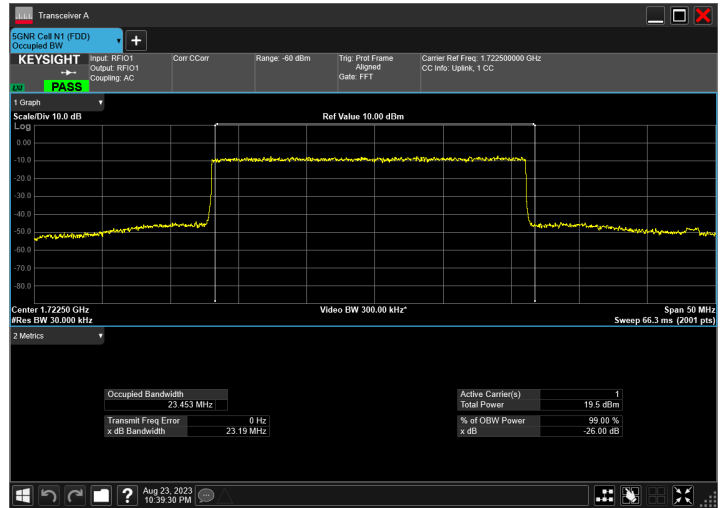 Transceiver A
5GNR Cell N1 (FDD)
Occupied BW
KEYSIGHT
LXI
PASS
Input: RFIO1
Output: RFIO1
Coupling: AC
Corr CCorr
Range: -60 dBm
Trig: Prot Frame
Aligned
Gate: FFT
Carrier Ref Freq: 1.722500000 GHz
CC Info: Uplink, 1 CC
1 Graph
Scale/Div 10.0 dB
Ref Value 10.00 dBm
Log
0.00
-10.0
-20.0
-30.0
-40.0
-50.0
-60.0
-70.0
-80.0
Center 1.72250 GHz
Video BW 300.00 kHz*
Span 50 MHz
#Res BW 30.000 kHz
Sweep 66.3 ms (2001 pts)
2 Metrics
Occupied Bandwidth
23.453 MHz
Transmit Freq Error 0 Hz
x dB Bandwidth 23.19 MHz
Active Carrier(s) 1
Total Power 19.5 dBm
% of OBW Power 99.00 %
x dB -26.00 dB
Aug 23, 2023
10:39:30 PM